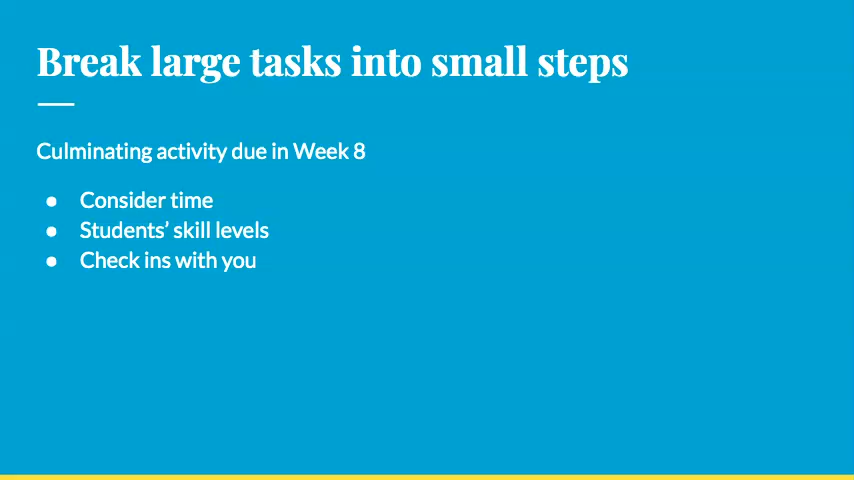 Break large tasks into small steps
Culminating activity due in Week 8
● Consider time
● Students’ skill levels
● Check ins with you